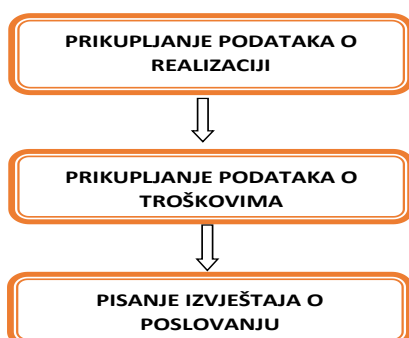 PRIKUPLJANJE PODATAKA O
REALIZACIJI
PRIKUPLJANJE PODATAKA O
TROŠKOVIMA
PISANJE IZVJEŠTAJA O
POSLOVANJU